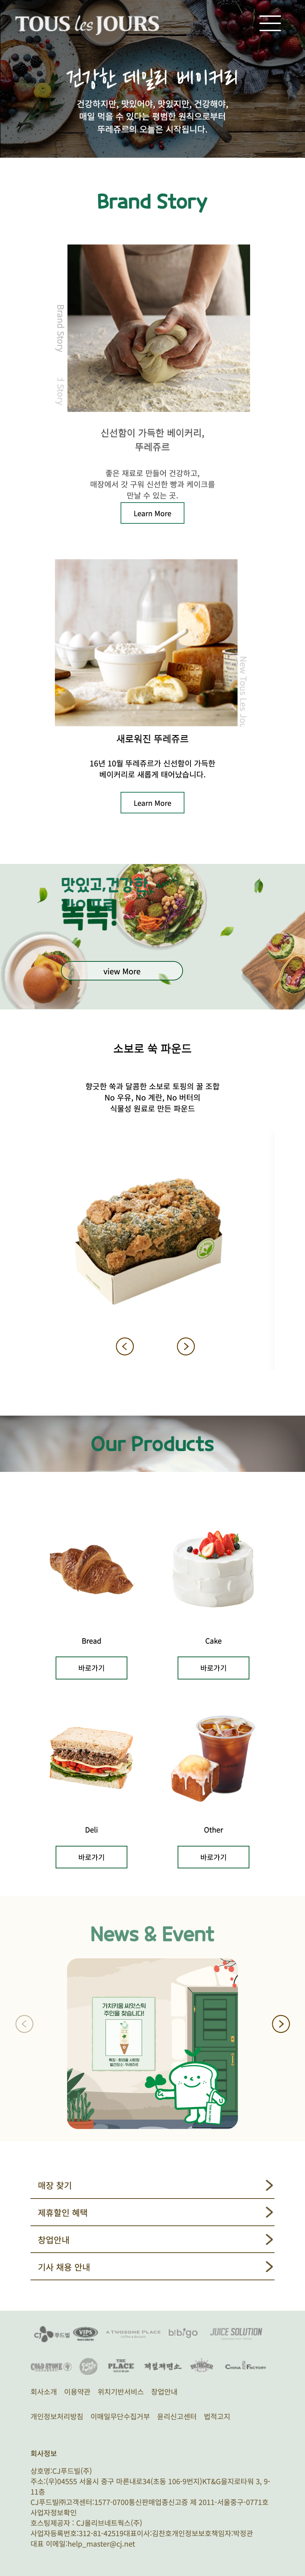 TOUS les JOURS
건강한 데일리 베이커리
건강하지만, 맛있어야, 맛있지만, 건강해야,
매일 먹을 수 있다는 평범한 원칙으로부터
뚜레쥬르의 오늘은 시작됩니다.
Brand Story
Brand Story
d Story
신선함이 가득한 베이커리,
뚜레쥬르
좋은 재료로 만들어 건강하고,
매장에서 갓 구워 신선한 빵과 케이크를
만날 수 있는 곳.
Learn More
New Tous Les Jou
새로워진 뚜레쥬르
16년 10월 뚜레쥬르가 신선함이 가득한
베이커리로 새롭게 태어났습니다.
Learn More
맛있고,건강한,
똑똑!
view More
소보로 쑥 파운드
향긋한 쑥과 달콤한 소보로 토핑의 꿀 조합
No 우유, No 계란, No 버터의
식물성 원료로 만든 파운드
Our Products
Bread
Cake
바로가기
바로가기
Deli
Other
바로가기
바로가기
News & Event
가치키움 씨앗스틱
주인을 찾습니다!
매장 찾기
제휴할인 혜택
창업안내
기사 채용 안내
CJ푸드빌
VIPS
A TWOSOME PLACE
bibigo
JUICE SOLUTION
COLD STONE
THE PLACE
제일제면소
CHINA FACTORY
회사소개 이용약관 위치기반서비스 창업안내
개인정보처리방침 이메일무단수집거부 윤리신고센터 법적고지
회사정보
상호명:CJ푸드빌(주)
주소:(우)04555 서울시 중구 마른내로34(초동 106-9번지)KT&G을지로타워 3, 9-
11층
CJ푸드빌㈜고객센터:1577-0700통신판매업종신고증 제 2011-서울중구-0771호
사업자정보확인
호스팅제공자 : CJ올리브네트웍스(주)
사업자등록번호:312-81-42519대표이사:김찬호개인정보보호책임자:박정관
대표 이메일:help_master@cj.net